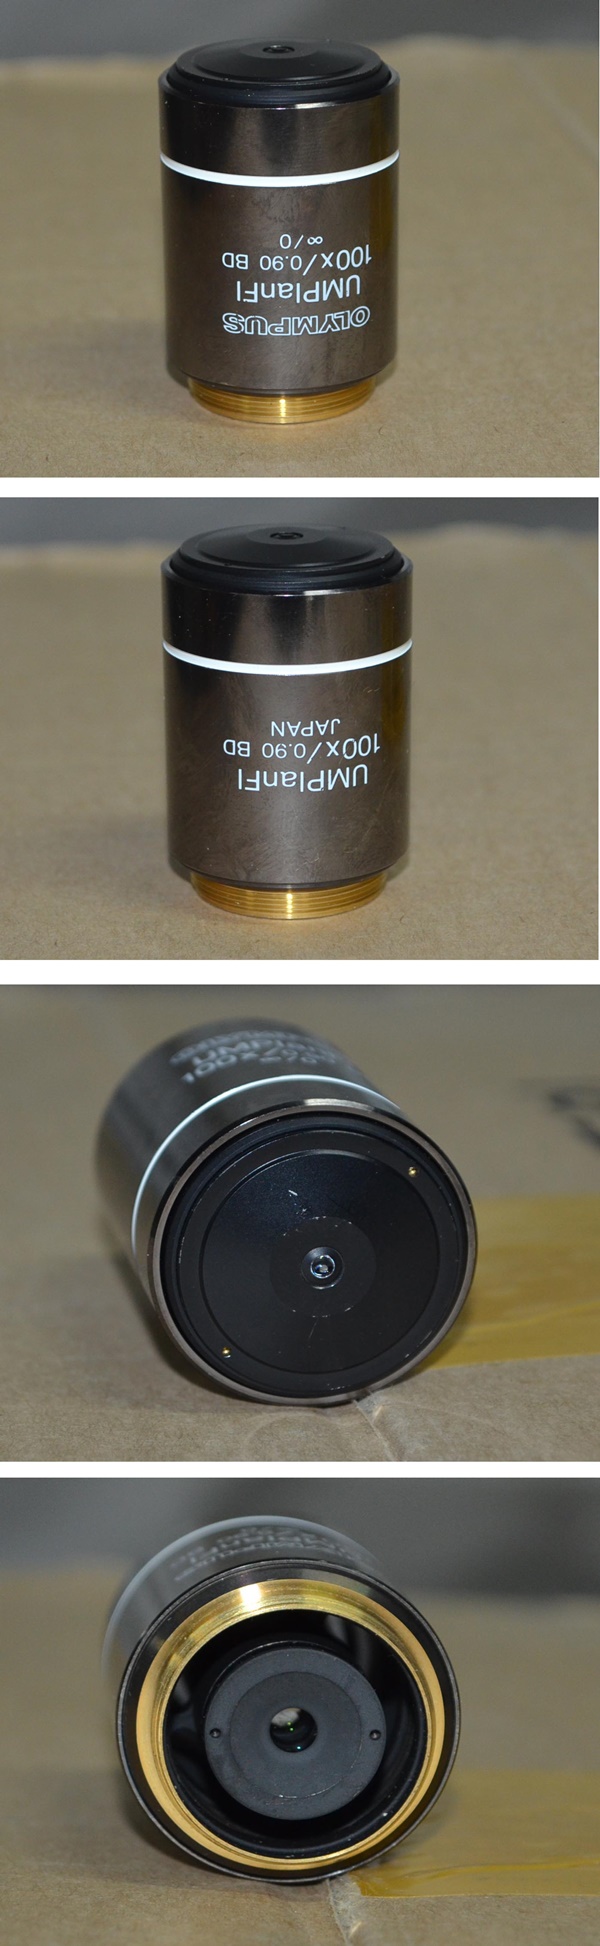 OLYMPUS
UMPlanFl
100x/0.90 BD
∞/0
UMPlanFl
100x/0.90 BD
JAPAN